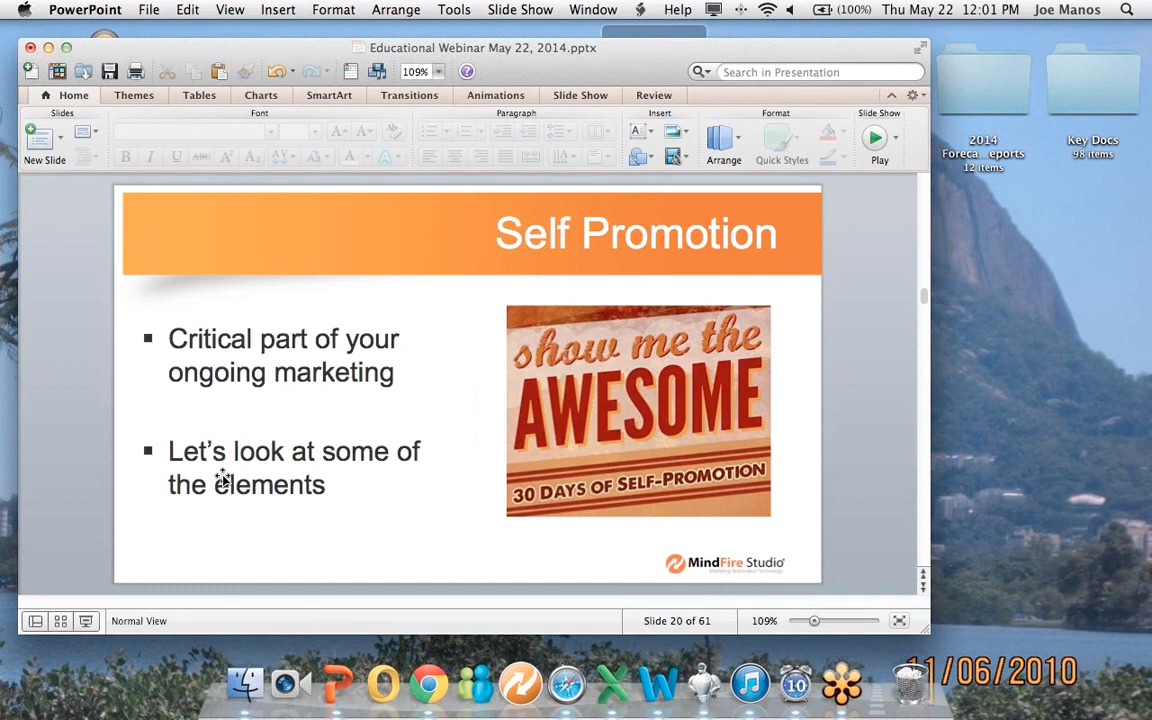 PowerPoint File Edit View Insert Format Arrange Tools Slide Show Window Help (100%) Thu May 22 12:01 PM Joe Manos
Educational Webinar May 22, 2014.pptx
109% Search in Presentation
Home Themes Tables Charts SmartArt Transitions Animations Slide Show Review
Slides Font Paragraph Insert Format Slide Show
New Slide Arrange Quick Styles Play
2014
Foreca...eports
12 items
Key Docs
98 items
Self Promotion
Critical part of your
ongoing marketing
Let’s look at some of
the elements
show me the
AWESOME
30 DAYS OF SELF-PROMOTION
MindFire Studio
Normal View Slide 20 of 61 109%
11/06/2010